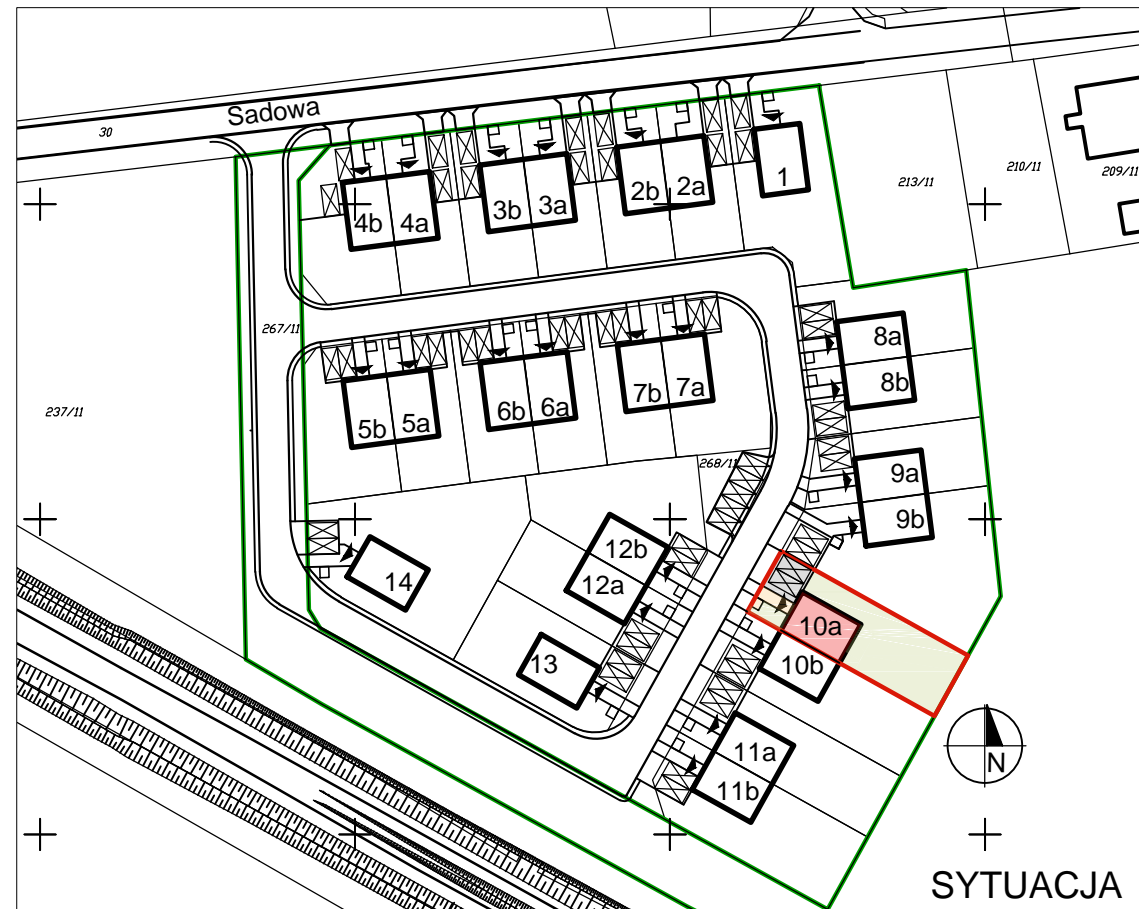 Sadowa
30
4b 4a
3b 3a
2b 2a
1
213/11
210/11
209/11
267/11
237/11
5b 5a
6b 6a
7b 7a
8a
8b
268/11
9a
9b
14
12b
12a
13
10a
10b
11a
11b
N
SYTUACJA